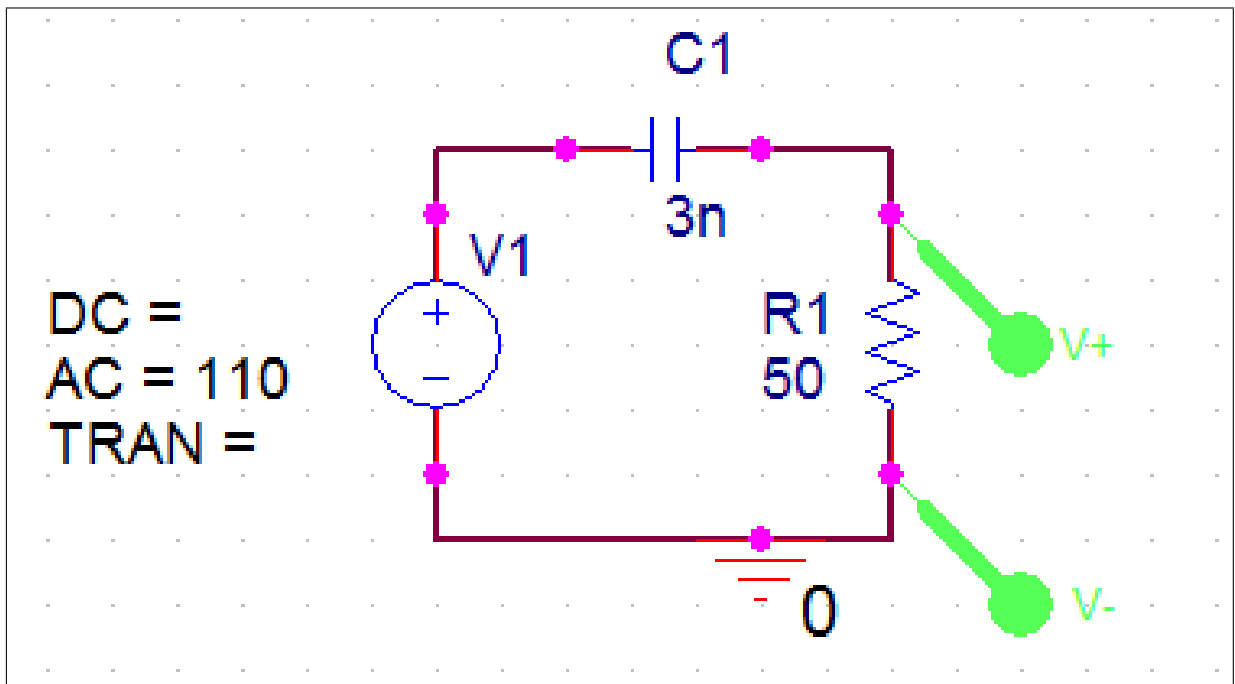 C1
3n
V1
DC =
AC = 110
TRAN =
R1
50
V+
V-
0